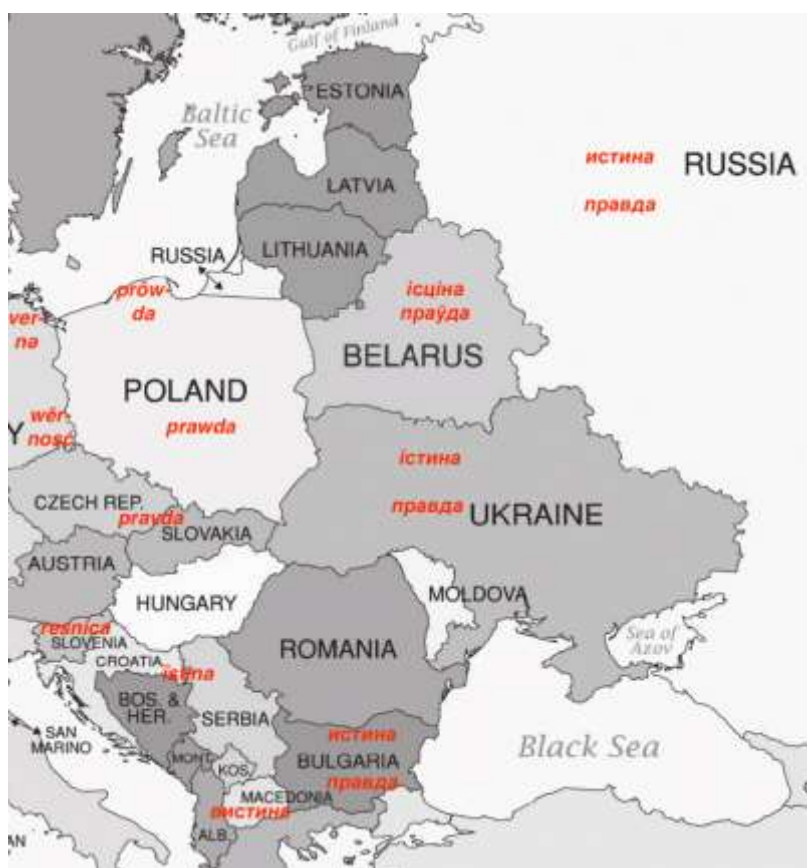 Gulf of Finland
ESTONIA
Baltic
Sea
истина
RUSSIA
LATVIA
правда
LITHUANIA
RUSSIA
prôw-
da
ісціна
праўда
ver-
na
BELARUS
POLAND
wěr-
nosć
Y
prawda
істина
CZECH REP.
pravda
правда
UKRAINE
SLOVAKIA
AUSTRIA
HUNGARY
MOLDOVA
resnica
SLOVENIA
Sea of
Azov
ROMANIA
CROATIA
istina
BOS. &
HER.
SERBIA
SAN
MARINO
истина
Black Sea
BULGARIA
MONT.
KOS.
правда
MACEDONIA
вистина
ALB.
AN